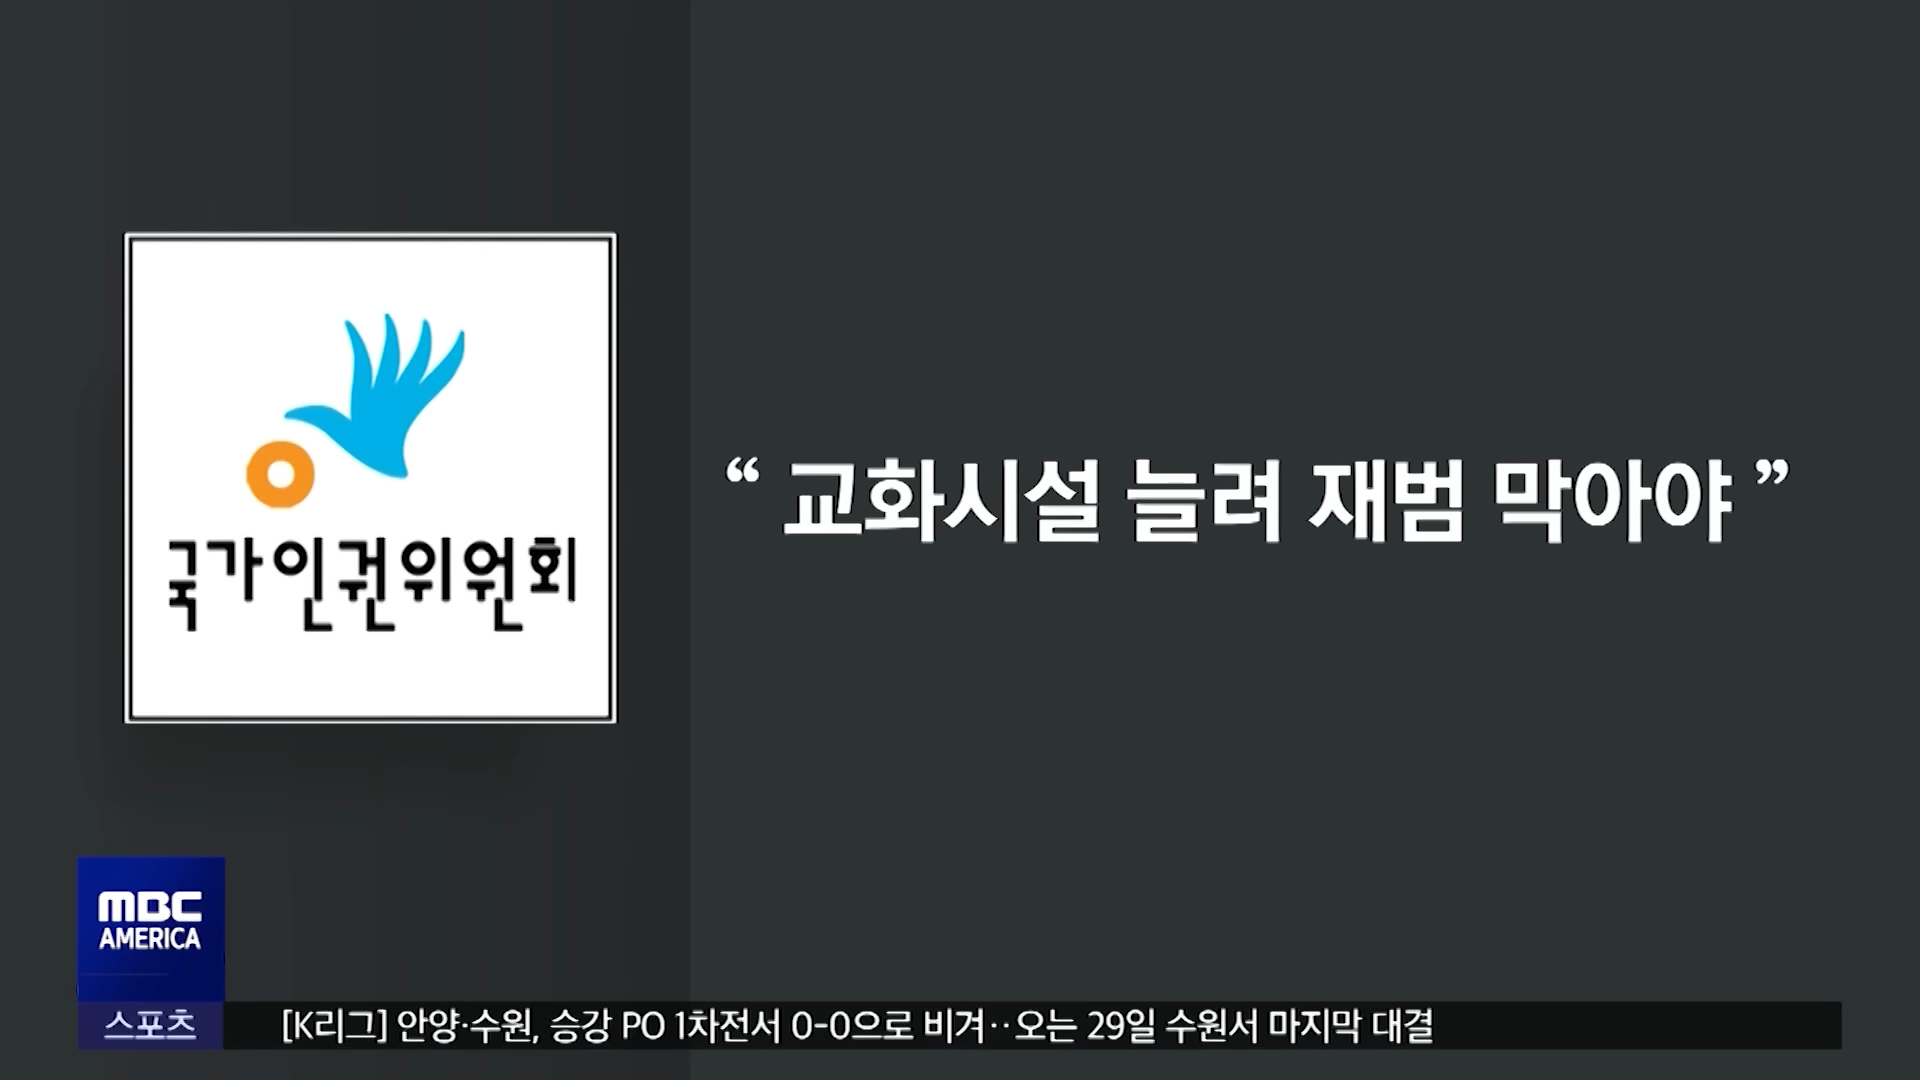 국가인권위원회
“ 교화시설 늘려 재범 막아야 ”
MBC
AMERICA
스포츠
[K리그] 안양·수원, 승강 PO 1차전서 0-0으로 비겨··오는 29일 수원서 마지막 대결